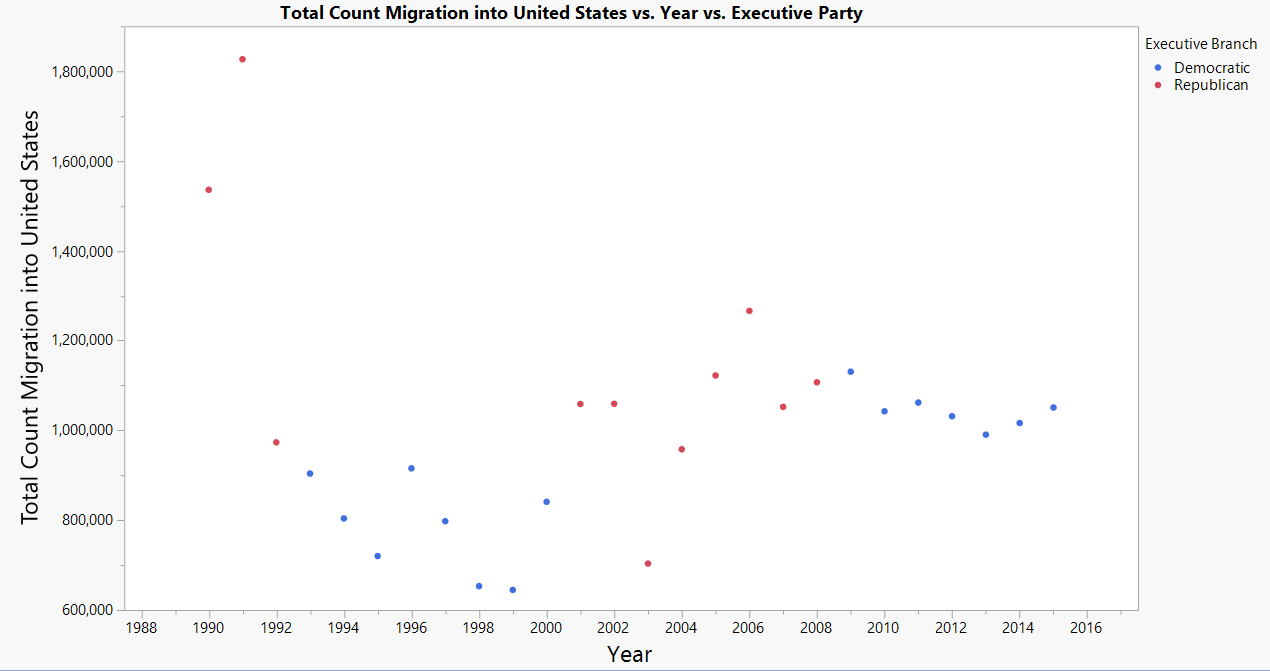 Total Count Migration into United States vs. Year vs. Executive Party
Executive Branch
Democratic
Republican
Total Count Migration into United States
1,800,000
1,600,000
1,400,000
1,200,000
1,000,000
800,000
600,000
1988 1990 1992 1994 1996 1998 2000 2002 2004 2006 2008 2010 2012 2014 2016
Year